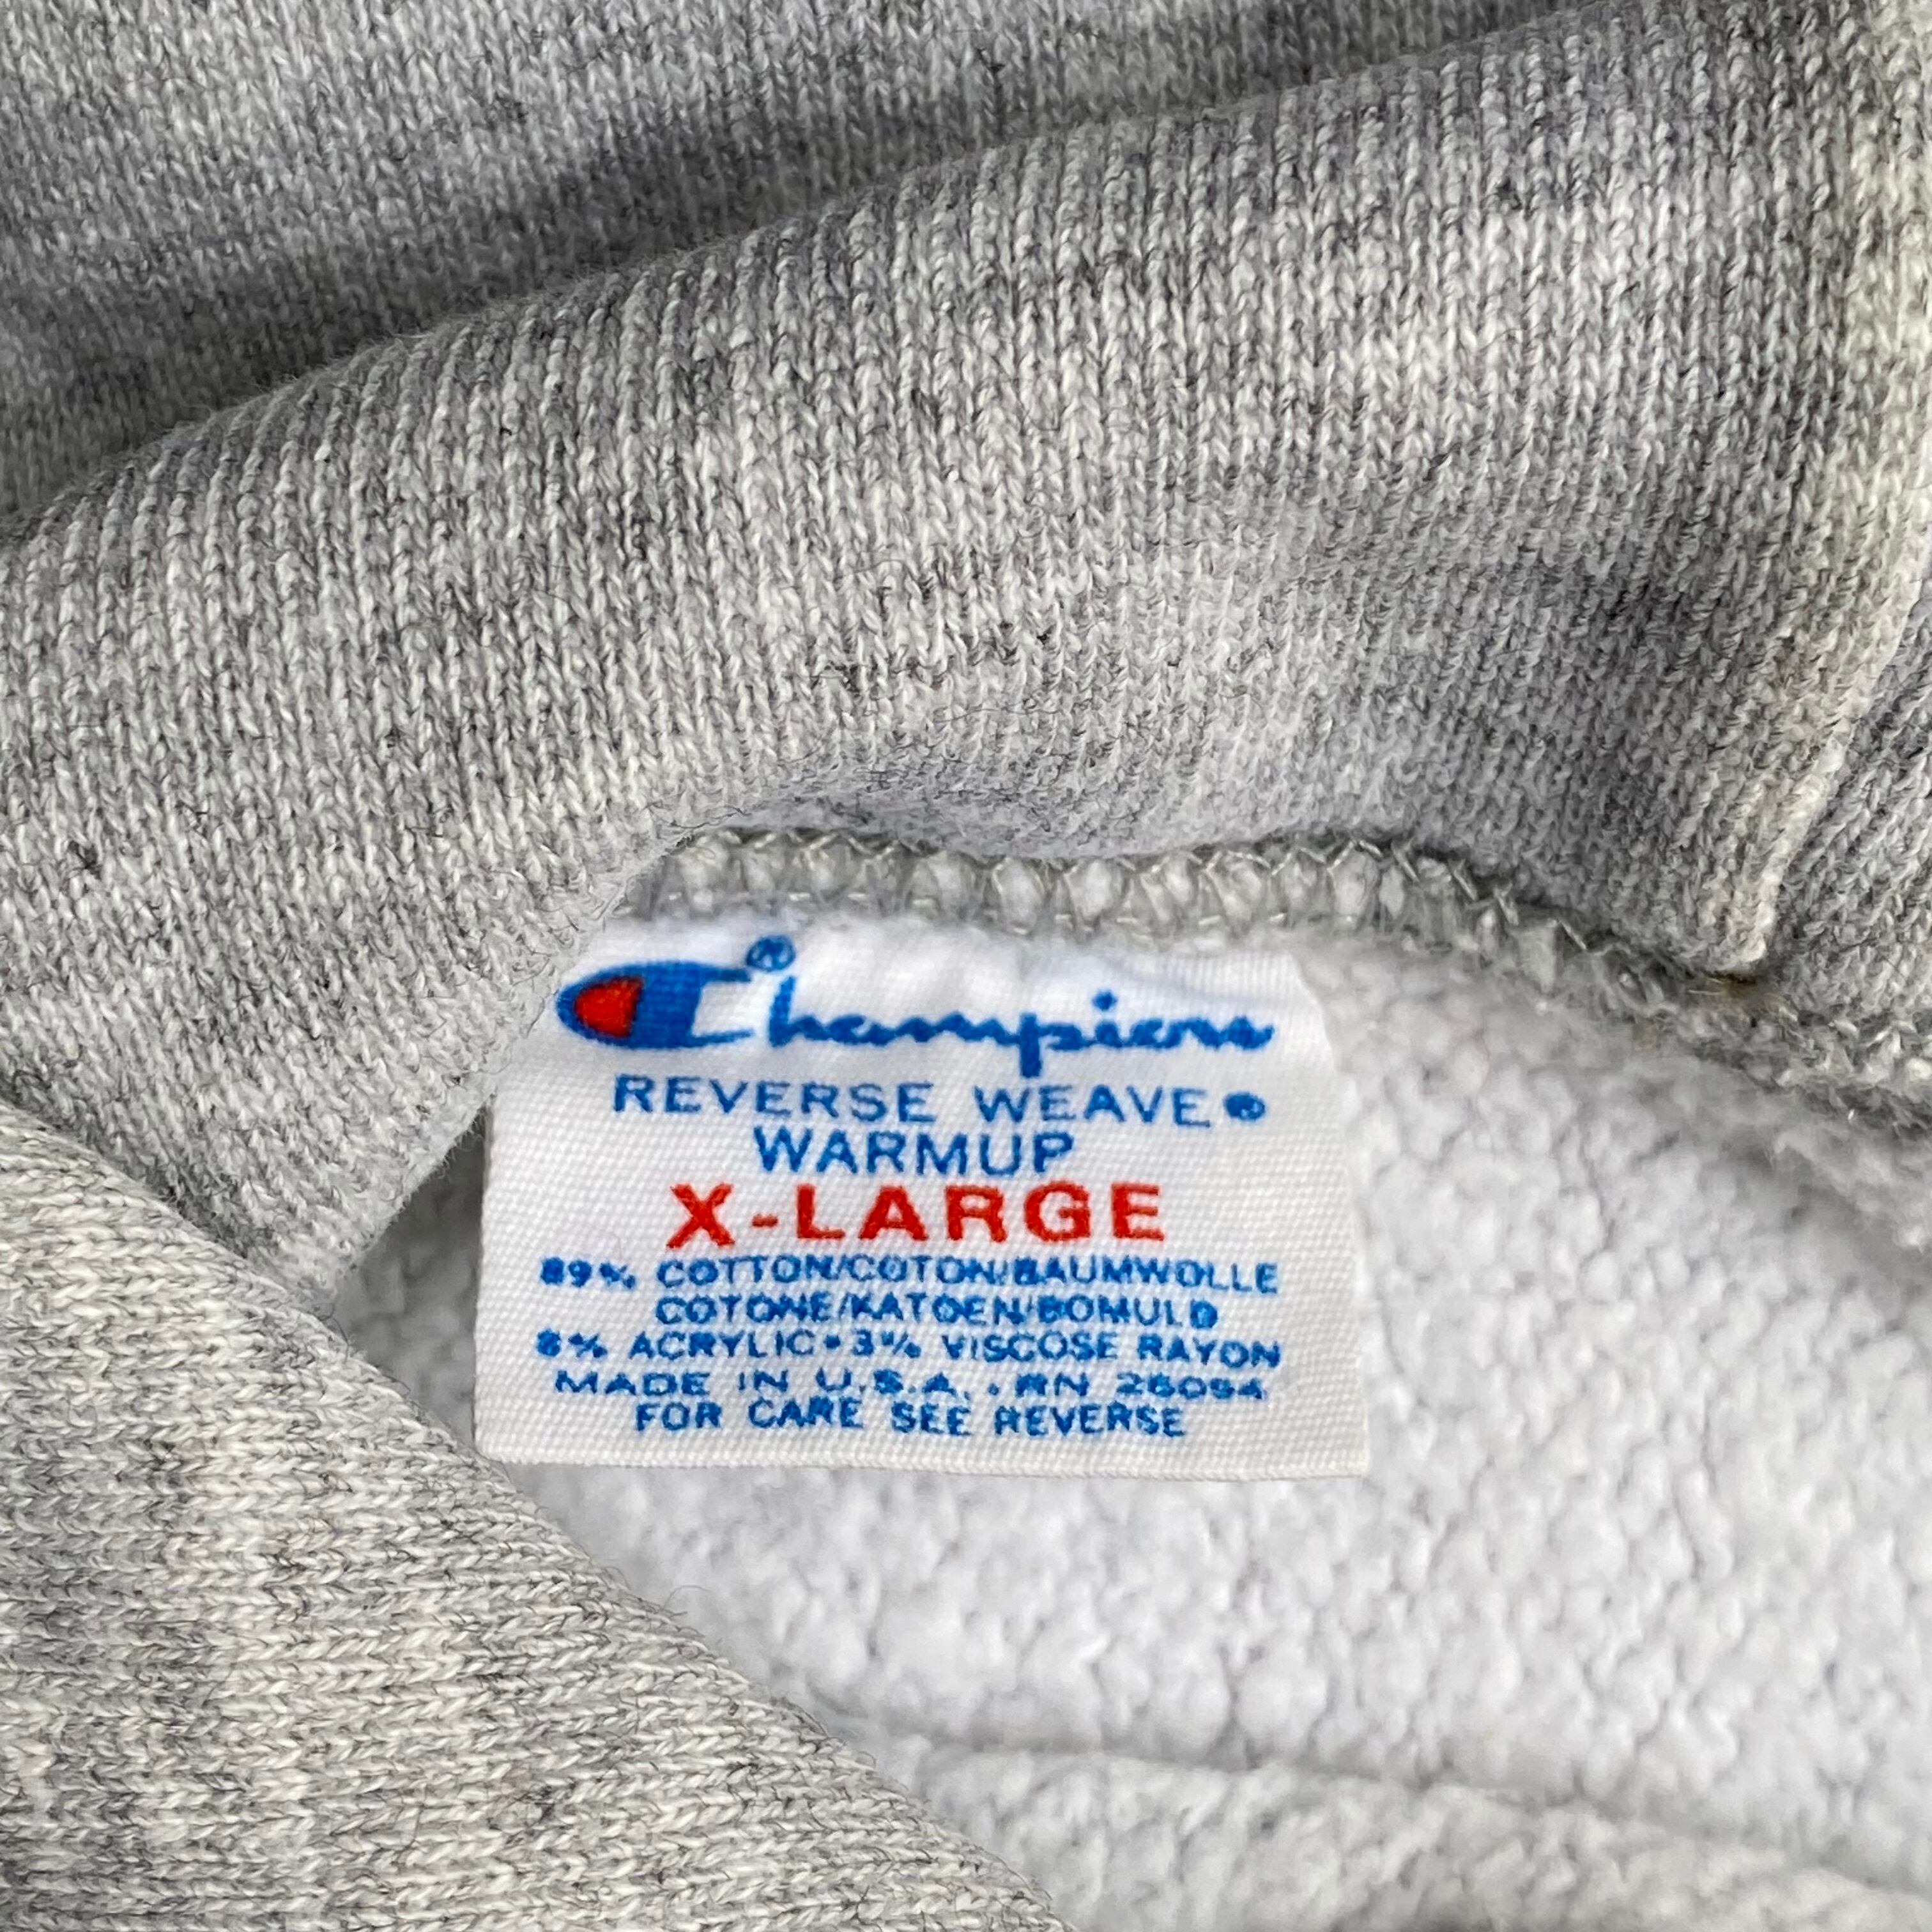 Champion®
REVERSE WEAVE®
WARMUP
X-LARGE
89% COTTON/COTON/BAUMWOLLE
COTONE/KATOEN/BOMULD
8% ACRYLIC • 3% VISCOSE RAYON
MADE IN U.S.A. • RN 26094
FOR CARE SEE REVERSE